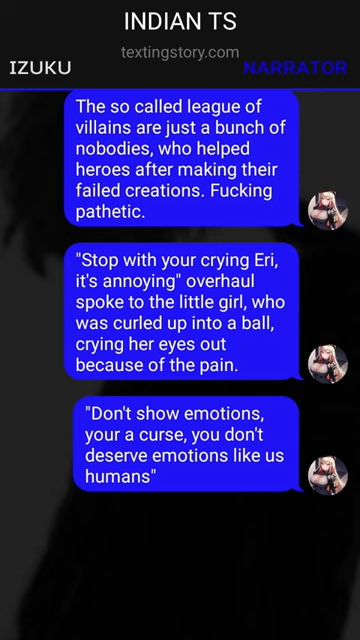 INDIAN TS
textingstory.com
IZUKU
NARRATOR
The so called league of
villains are just a bunch of
nobodies, who helped
heroes after making their
failed creations. Fucking
pathetic.
"Stop with your crying Eri,
it's annoying" overhaul
spoke to the little girl, who
was curled up into a ball,
crying her eyes out
because of the pain.
"Don't show emotions,
your a curse, you don't
deserve emotions like us
humans"